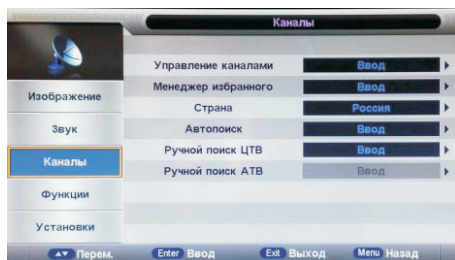 Каналы
Управление каналами Ввод
Менеджер избранного Ввод
Страна Россия
Автопоиск Ввод
Ручной поиск ЦТВ Ввод
Ручной поиск АТВ Ввод
Изображение
Звук
Каналы
Функции
Установки
Перем. Enter Ввод Exit Выход Menu Назад